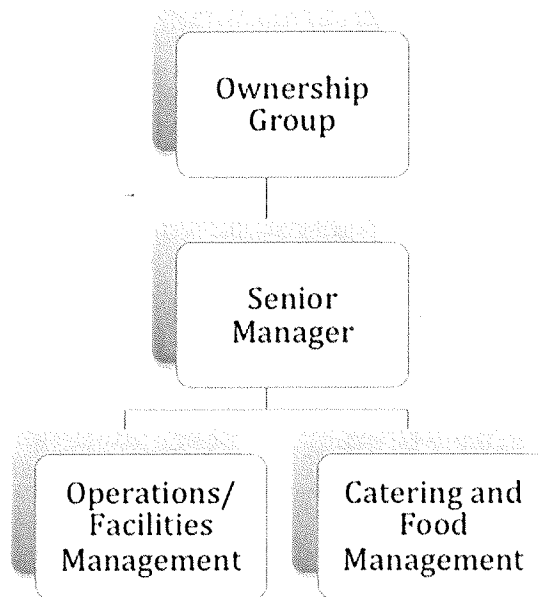 Ownership
Group
Senior
Manager
Operations/
Facilities
Management
Catering and
Food
Management